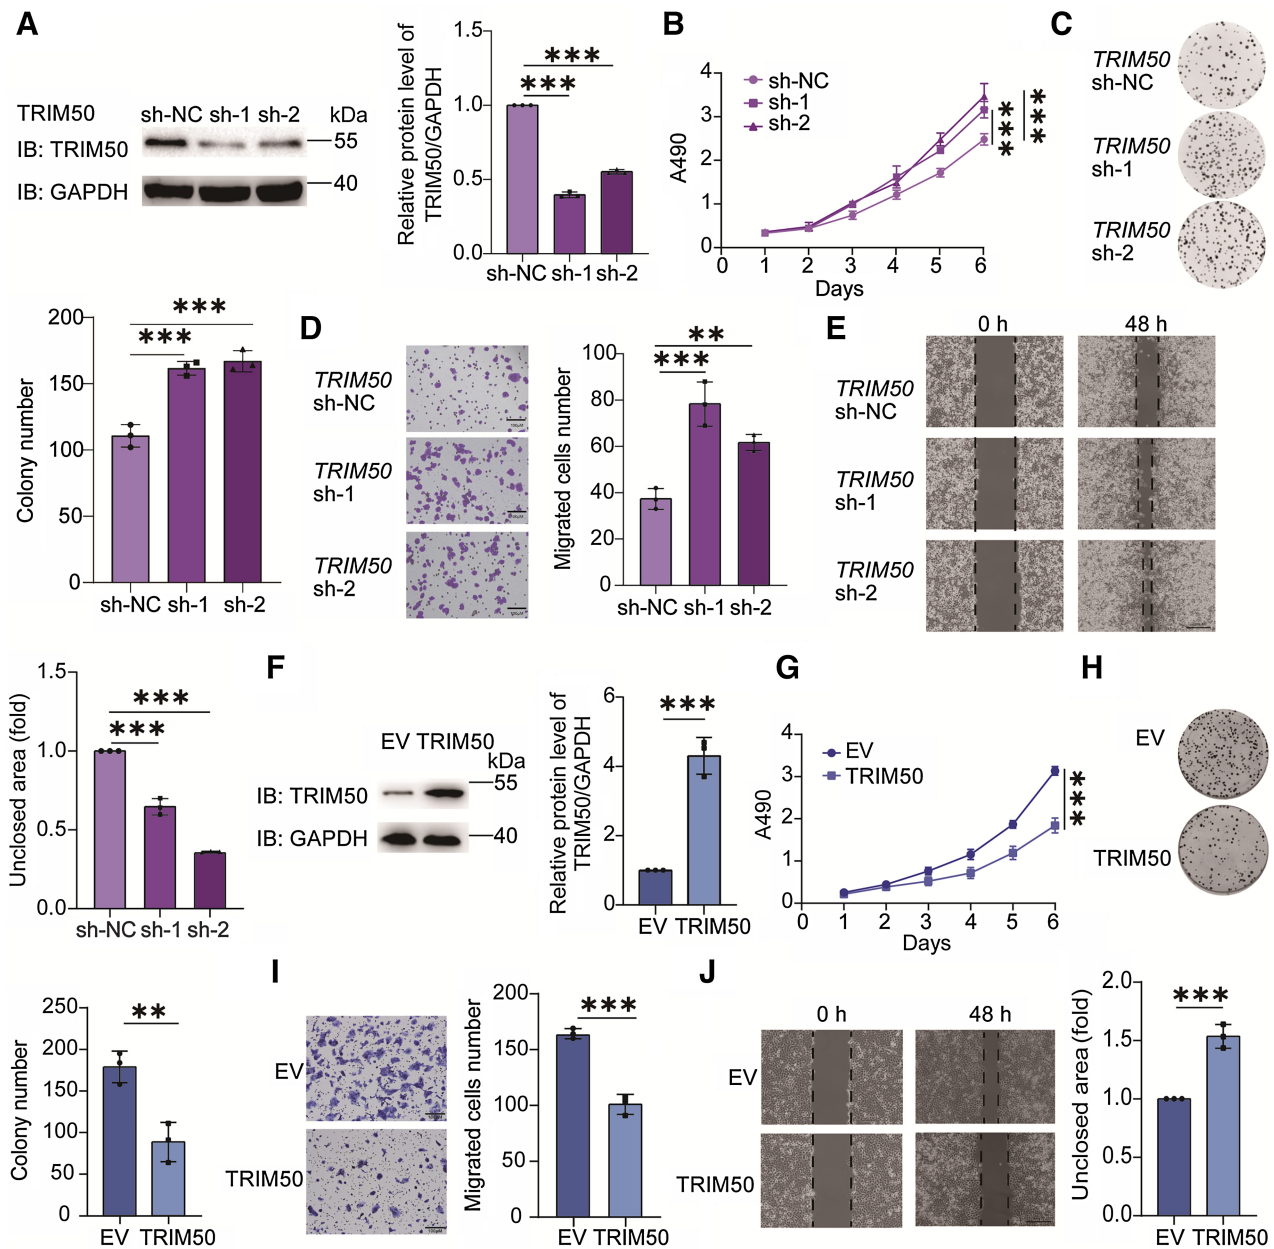 A
TRIM50 sh-NC sh-1 sh-2 kDa
IB: TRIM50 55
IB: GAPDH 40
Relative protein level of
TRIM50/GAPDH
1.5
1.0
0.5
0.0
*** 
***
sh-NC sh-1 sh-2
B
A490
4
3
2
1
0
sh-NC
sh-1
sh-2
***
***
0 1 2 3 4 5 6
Days
C
TRIM50
sh-NC
TRIM50
sh-1
TRIM50
sh-2
Colony number
200
150
100
50
0
***
***
sh-NC sh-1 sh-2
D
TRIM50
sh-NC
TRIM50
sh-1
TRIM50
sh-2
Migrated cells number
100
80
60
40
20
0
**
***
sh-NC sh-1 sh-2
E
0 h 48 h
TRIM50
sh-NC
TRIM50
sh-1
TRIM50
sh-2
Unclosed area (fold)
1.5
1.0
0.5
0.0
***
***
sh-NC sh-1 sh-2
F
EV TRIM50
kDa
IB: TRIM50 55
IB: GAPDH 40
Relative protein level of
TRIM50/GAPDH
6
4
2
0
***
EV TRIM50
G
A490
4
3
2
1
0
EV
TRIM50
***
0 1 2 3 4 5 6
Days
H
EV
TRIM50
Colony number
250
200
150
100
50
0
**
EV TRIM50
I
EV
TRIM50
Migrated cells number
200
150
100
50
0
***
EV TRIM50
J
0 h 48 h
EV
TRIM50
Unclosed area (fold)
2.0
1.5
1.0
0.5
0.0
***
EV TRIM50